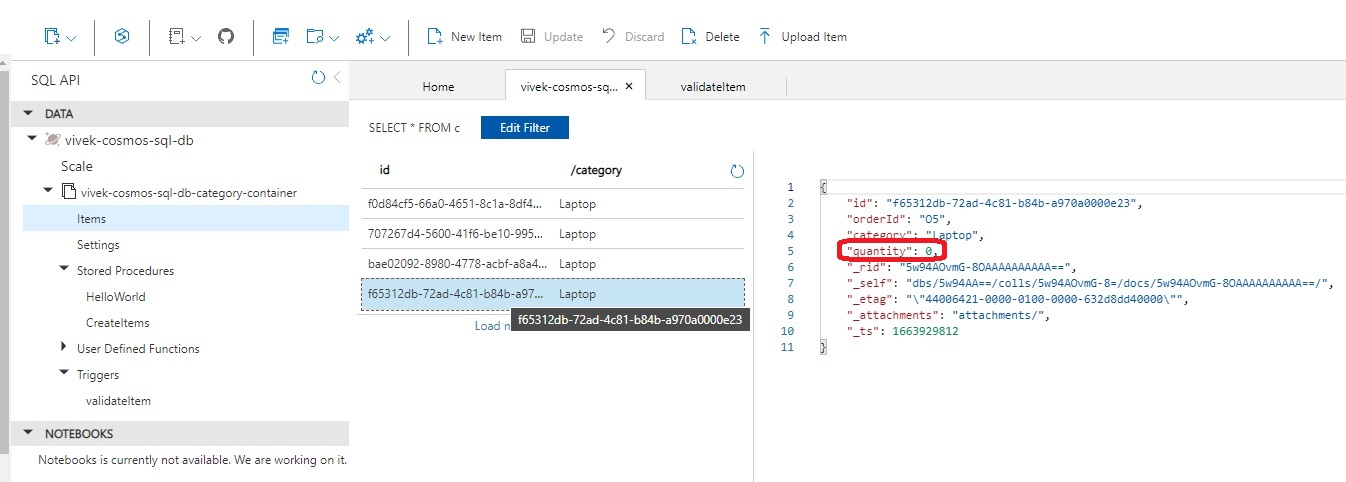 New Item
Update
Discard
Delete
Upload Item
SQL API
DATA
vivek-cosmos-sql-db
Scale
vivek-cosmos-sql-db-category-container
Items
Settings
Stored Procedures
HelloWorld
CreateItems
User Defined Functions
Triggers
validateItem
NOTEBOOKS
Notebooks is currently not available. We are working on it.
Home
vivek-cosmos-sq...
validateItem
SELECT * FROM c
Edit Filter
id /category
f0d84cf5-66a0-4651-8c1a-8df4... Laptop
707267d4-5600-41f6-be10-995... Laptop
bae02092-8980-4778-acbf-a8a4... Laptop
f65312db-72ad-4c81-b84b-a97... Laptop
Load
f65312db-72ad-4c81-b84b-a970a0000e23
1 {
2 "id": "f65312db-72ad-4c81-b84b-a970a0000e23",
3 "orderId": "O5",
4 "category": "Laptop",
5 "quantity": 0,
6 "_rid": "5w94AOvmG-8OAAAAAAAAAA==",
7 "_self": "dbs/5w94AA==/colls/5w94AOvmG-8=/docs/5w94AOvmG-8OAAAAAAAAAA==/",
8 "_etag": "\"44006421-0000-0100-0000-632d8dd40000\"",
9 "_attachments": "attachments/",
10 "_ts": 1663929812
11 }